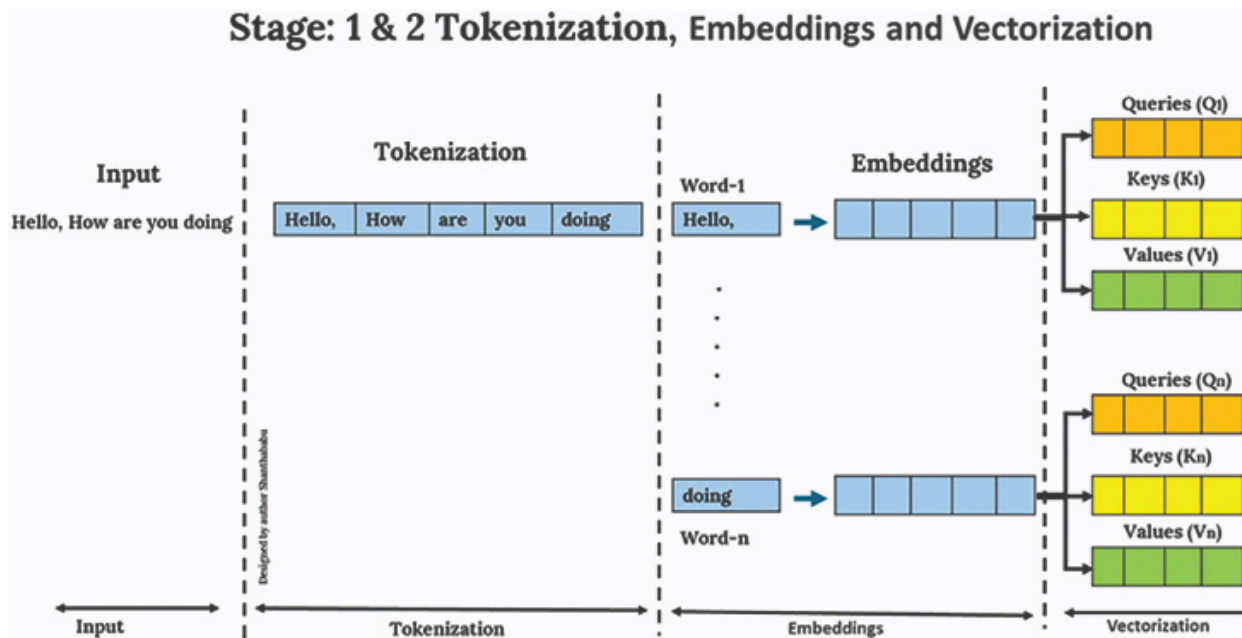 Stage: 1 & 2 Tokenization, Embeddings and Vectorization
Input
Hello, How are you doing
Tokenization
Hello, How are you doing
Designed by author Shanthababu
Embeddings
Word-1
Hello,
doing
Word-n
Queries (Q1)
Keys (K1)
Values (V1)
Queries (Qn)
Keys (Kn)
Values (Vn)
Input
Tokenization
Embeddings
Vectorization